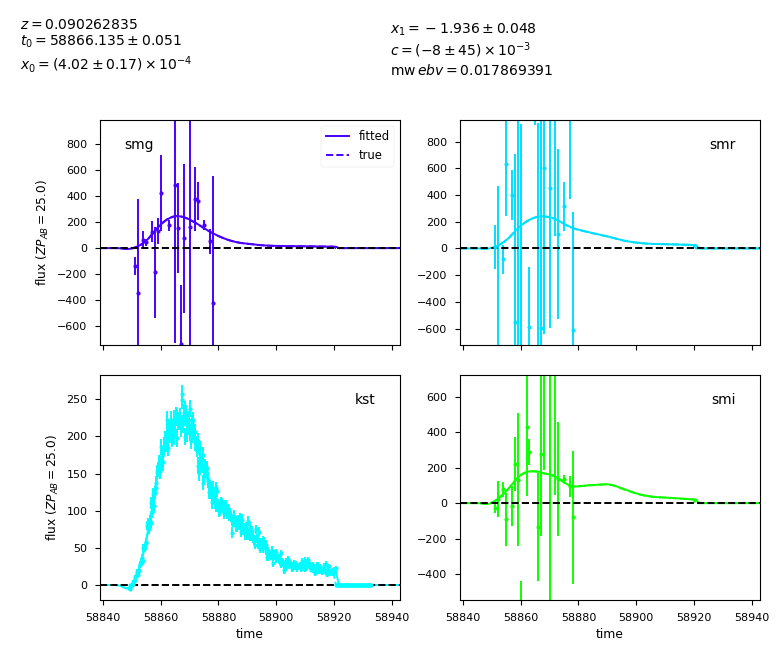 z = 0.090262835
t₀ = 58866.135 ± 0.051
x₀ = (4.02 ± 0.17) × 10⁻⁴
x₁ = −1.936 ± 0.048
c = (−8 ± 45) × 10⁻³
mw ebv = 0.017869391
smg
fitted
true
800
600
400
200
0
−200
−400
−600
flux (ZP_AB = 25.0)
smr
800
600
400
200
0
−200
−400
−600
kst
250
200
150
100
50
0
flux (ZP_AB = 25.0)
58840 58860 58880 58900 58920 58940
time
smi
600
400
200
0
−200
−400
58840 58860 58880 58900 58920 58940
time